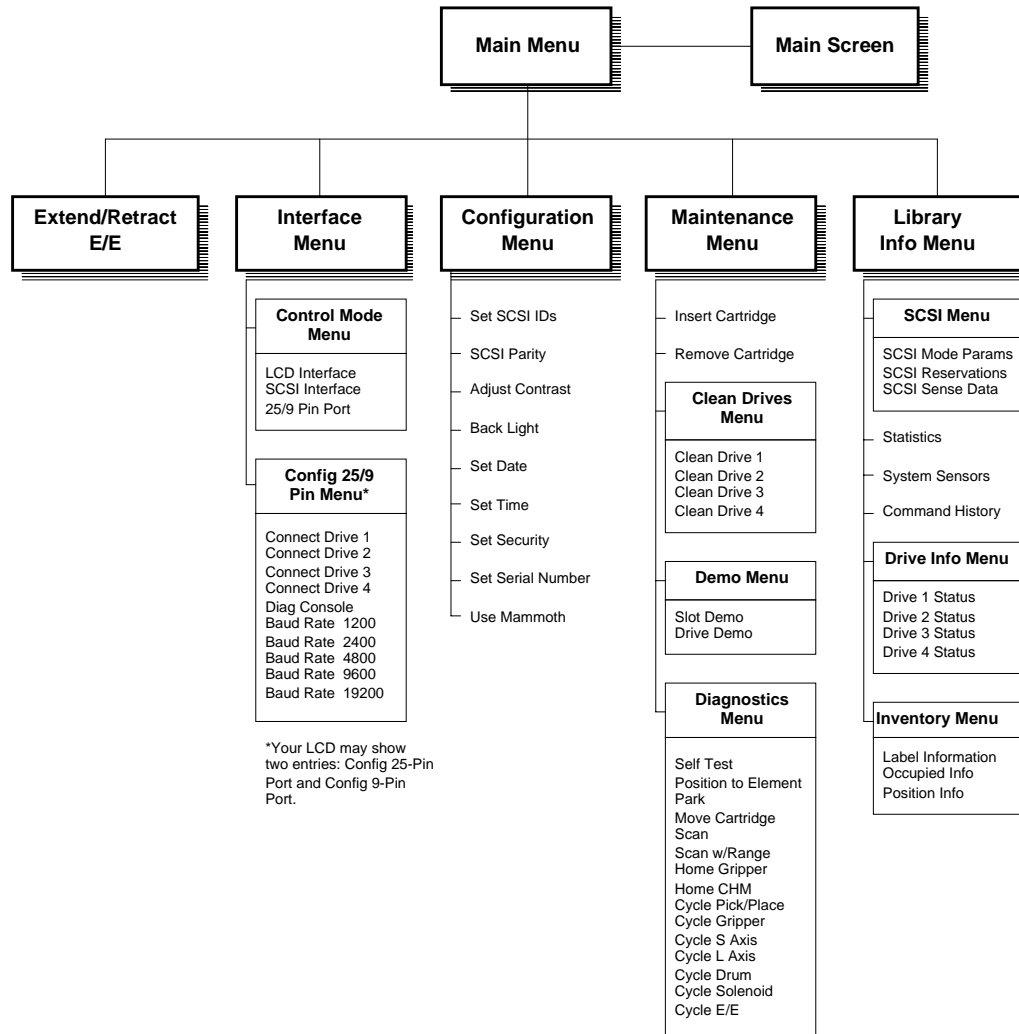 Main Menu
Main Screen
Extend/Retract
E/E
Interface
Menu
Control Mode
Menu
LCD Interface
SCSI Interface
25/9 Pin Port
Config 25/9
Pin Menu*
Connect Drive 1
Connect Drive 2
Connect Drive 3
Connect Drive 4
Diag Console
Baud Rate 1200
Baud Rate 2400
Baud Rate 4800
Baud Rate 9600
Baud Rate 19200
*Your LCD may show
two entries: Config 25-Pin
Port and Config 9-Pin
Port.
Configuration
Menu
Set SCSI IDs
SCSI Parity
Adjust Contrast
Back Light
Set Date
Set Time
Set Security
Set Serial Number
Use Mammoth
Maintenance
Menu
Insert Cartridge
Remove Cartridge
Clean Drives
Menu
Clean Drive 1
Clean Drive 2
Clean Drive 3
Clean Drive 4
Demo Menu
Slot Demo
Drive Demo
Diagnostics
Menu
Self Test
Position to Element
Park
Move Cartridge
Scan
Scan w/Range
Home Gripper
Home CHM
Cycle Pick/Place
Cycle Gripper
Cycle S Axis
Cycle L Axis
Cycle Drum
Cycle Solenoid
Cycle E/E
Library
Info Menu
SCSI Menu
SCSI Mode Params
SCSI Reservations
SCSI Sense Data
Statistics
System Sensors
Command History
Drive Info Menu
Drive 1 Status
Drive 2 Status
Drive 3 Status
Drive 4 Status
Inventory Menu
Label Information
Occupied Info
Position Info